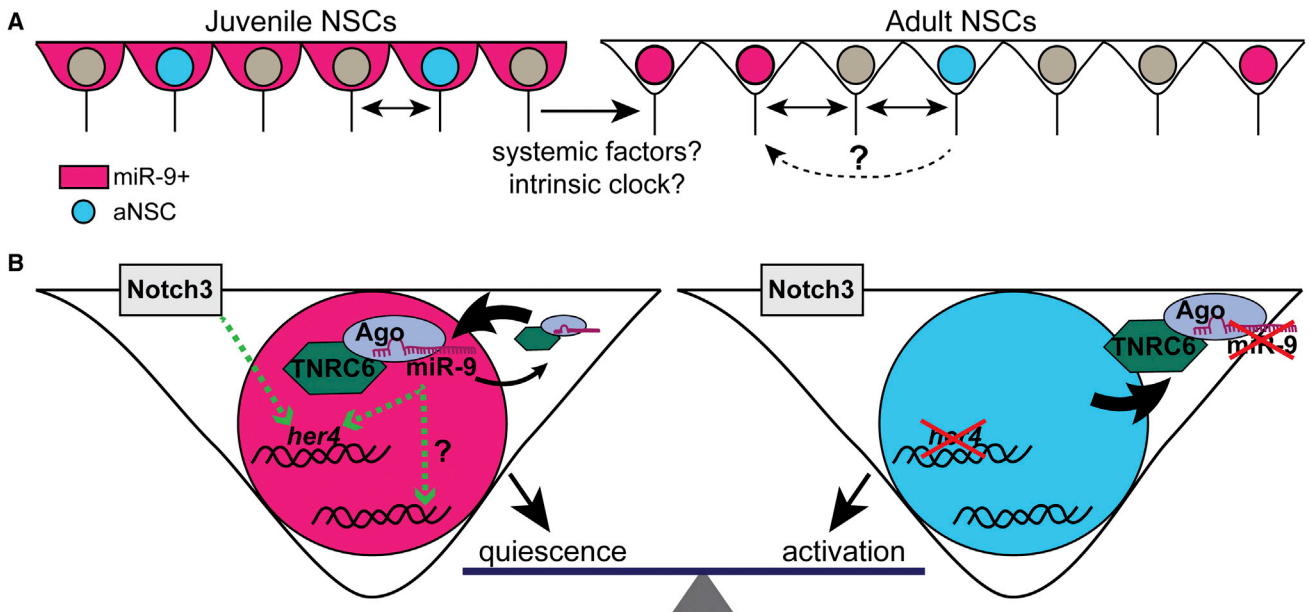 A
Juvenile NSCs
Adult NSCs
systemic factors?
intrinsic clock?
?
miR-9+
aNSC
B
Notch3
Ago
TNRC6
miR-9
her4
?
quiescence
Notch3
Ago
TNRC6
miR-9
her4
activation